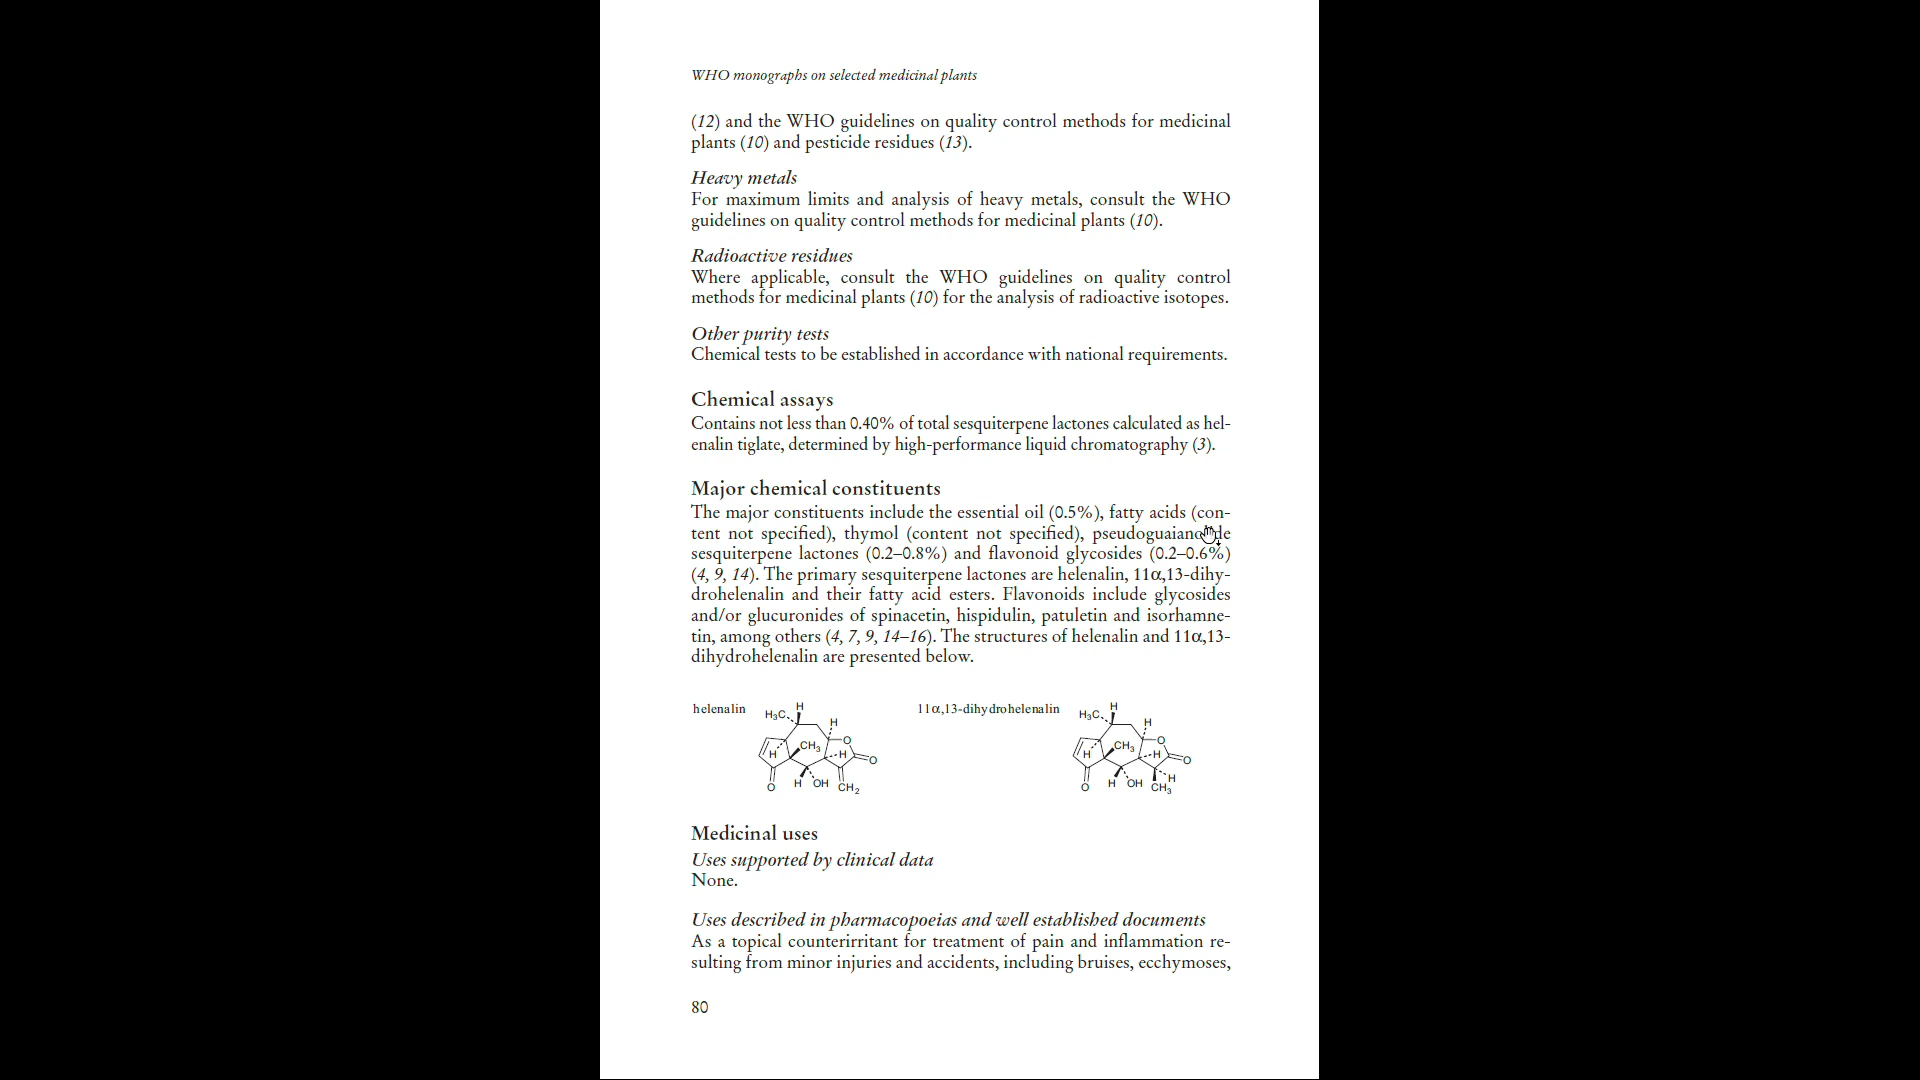 WHO monographs on selected medicinal plants
(12) and the WHO guidelines on quality control methods for medicinal
plants (10) and pesticide residues (13).
Heavy metals
For maximum limits and analysis of heavy metals, consult the WHO
guidelines on quality control methods for medicinal plants (10).
Radioactive residues
Where applicable, consult the WHO guidelines on quality control
methods for medicinal plants (10) for the analysis of radioactive isotopes.
Other purity tests
Chemical tests to be established in accordance with national requirements.
Chemical assays
Contains not less than 0.40% of total sesquiterpene lactones calculated as hel-
enalin tiglate, determined by high-performance liquid chromatography (3).
Major chemical constituents
The major constituents include the essential oil (0.5%), fatty acids (con-
tent not specified), thymol (content not specified),
sesquiterpene lactones (0.2–0.8%) and flavonoid glycosides (0.2–0.6%)
(4, 9, 14). The primary sesquiterpene lactones are helenalin, 11α,13-dihy-
drohelenalin and their fatty acid esters. Flavonoids include glycosides
and/or glucuronides of spinacetin, hispidulin, patuletin and isorhamne-
tin, among others (4, 7, 9, 14–16). The structures of helenalin and 11α,13-
dihydrohelenalin are presented below.
helenalin
H3C H H CH3 O O H H O H OH CH2
11α,13-dihydrohelenalin
H3C H H CH3 O O H H O H OH H CH3
Medicinal uses
Uses supported by clinical data
None.
Uses described in pharmacopoeias and well established documents
As a topical counterirritant for treatment of pain and inflammation re-
sulting from minor injuries and accidents, including bruises, ecchymoses,
80